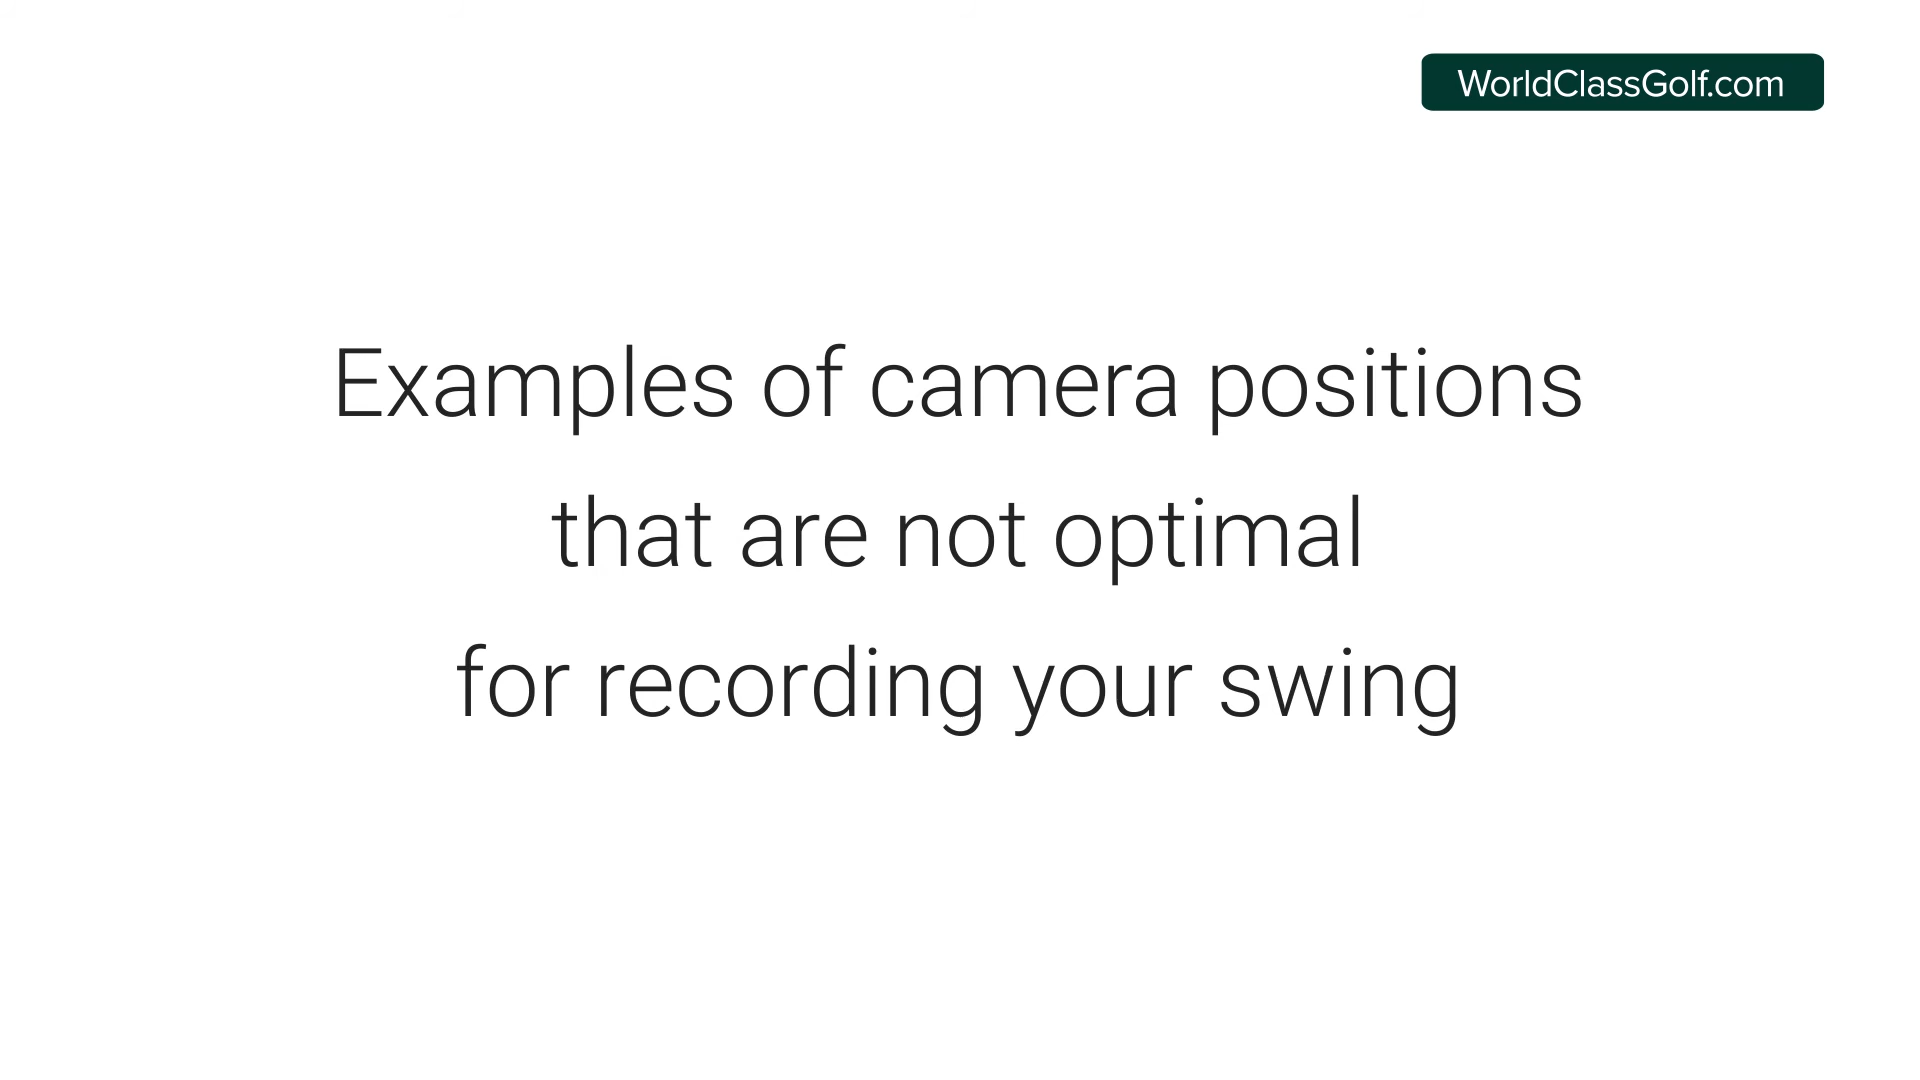 WorldClassGolf.com
Examples of camera positions
that are not optimal
for recording your swing